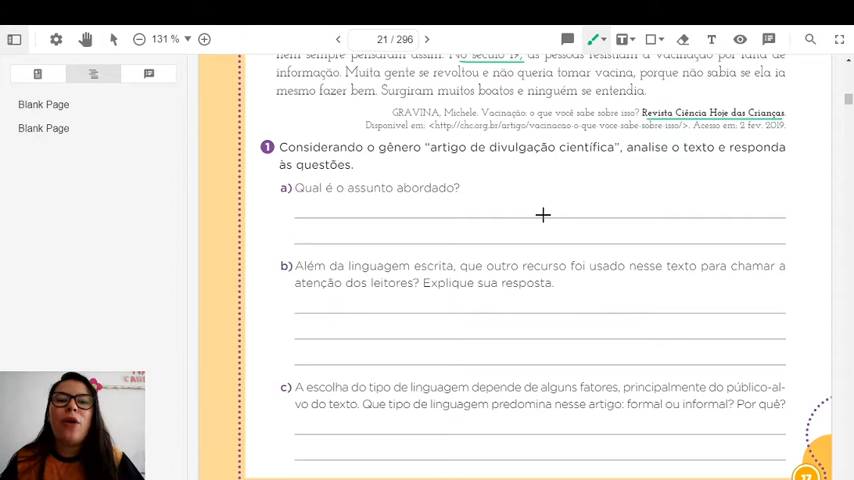 131 %
21 / 296
Blank Page
Blank Page
nem sempre pensaram assim. No século 19, as pessoas resistiam à vacinação por falta de
informação. Muita gente se revoltou e não queria tomar vacina, porque não sabia se ela ia
mesmo fazer bem. Surgiram muitos boatos e ninguém se entendia.
GRAVINA, Michele. Vacinação: o que você sabe sobre isso? Revista Ciência Hoje das Crianças.
Disponível em: <http://chc.org.br/artigo/vacinacao-o-que-voce-sabe-sobre-isso/>. Acesso em: 2 fev. 2019.
1 Considerando o gênero “artigo de divulgação científica”, analise o texto e responda
às questões.
a) Qual é o assunto abordado?
b) Além da linguagem escrita, que outro recurso foi usado nesse texto para chamar a
atenção dos leitores? Explique sua resposta.
c) A escolha do tipo de linguagem depende de alguns fatores, principalmente do público-al-
vo do texto. Que tipo de linguagem predomina nesse artigo: formal ou informal? Por quê?
17